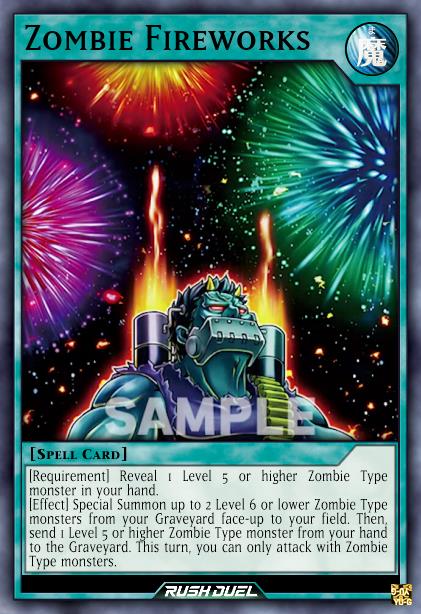 Zombie Fireworks
ま
魔
SAMPLE
[Spell Card]
[Requirement] Reveal 1 Level 5 or higher Zombie Type
monster in your hand.
[Effect] Special Summon up to 2 Level 6 or lower Zombie Type
monsters from your Graveyard face-up to your field. Then,
send 1 Level 5 or higher Zombie Type monster from your hand
to the Graveyard. This turn, you can only attack with Zombie
Type monsters.
RUSH DUEL